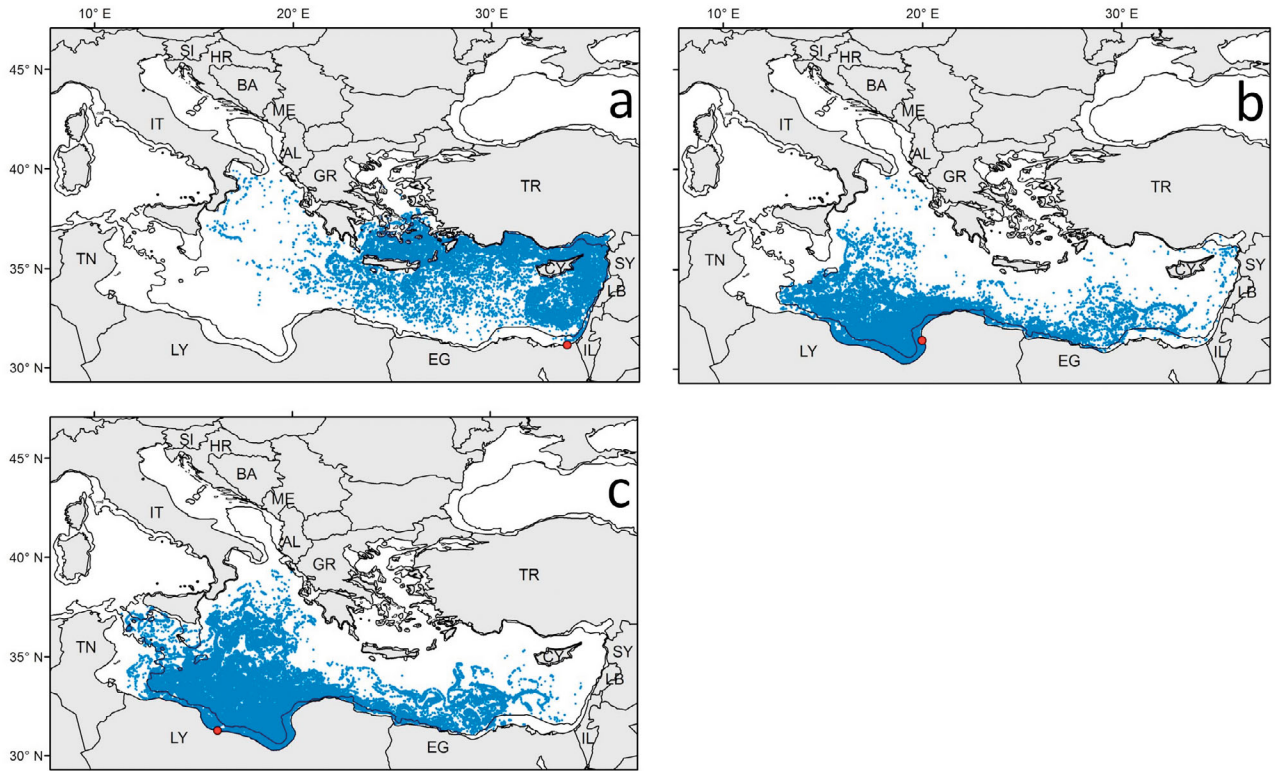 10° E 20° E 30° E
45° N
40° N
35° N
30° N
SI
HR
BA
ME
IT
AL
GR
TR
TN
CY
SY
LB
LY
EG
IL
a
10° E 20° E 30° E
SI
HR
BA
ME
IT
AL
GR
TR
TN
CY
SY
LB
LY
EG
IL
b
45° N
40° N
35° N
30° N
SI
HR
BA
ME
IT
AL
GR
TR
TN
CY
SY
LB
LY
EG
IL
c